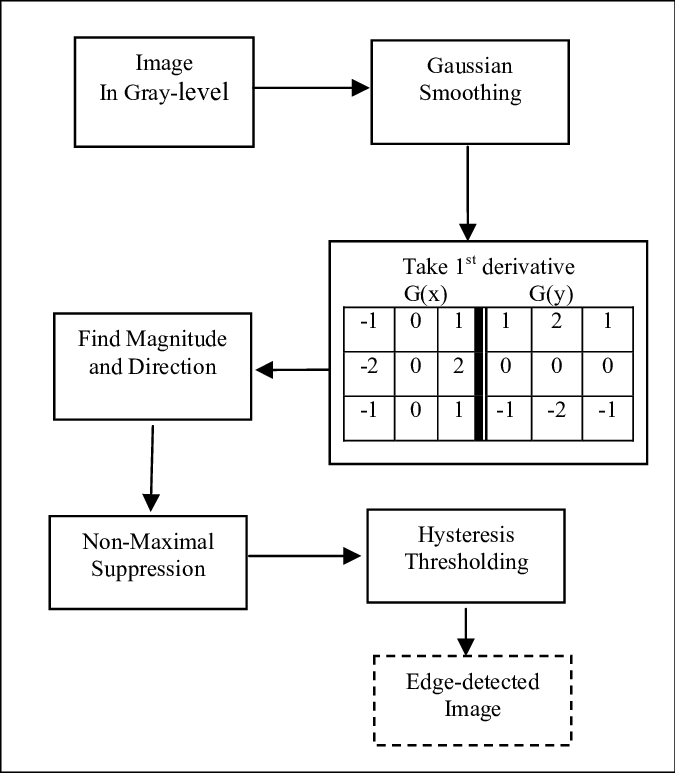 Image
In Gray-level
Gaussian
Smoothing
Take 1st derivative
G(x) G(y)
-1 0 1 1 2 1
-2 0 2 0 0 0
-1 0 1 -1 -2 -1
Find Magnitude
and Direction
Non-Maximal
Suppression
Hysteresis
Thresholding
Edge-detected
Image